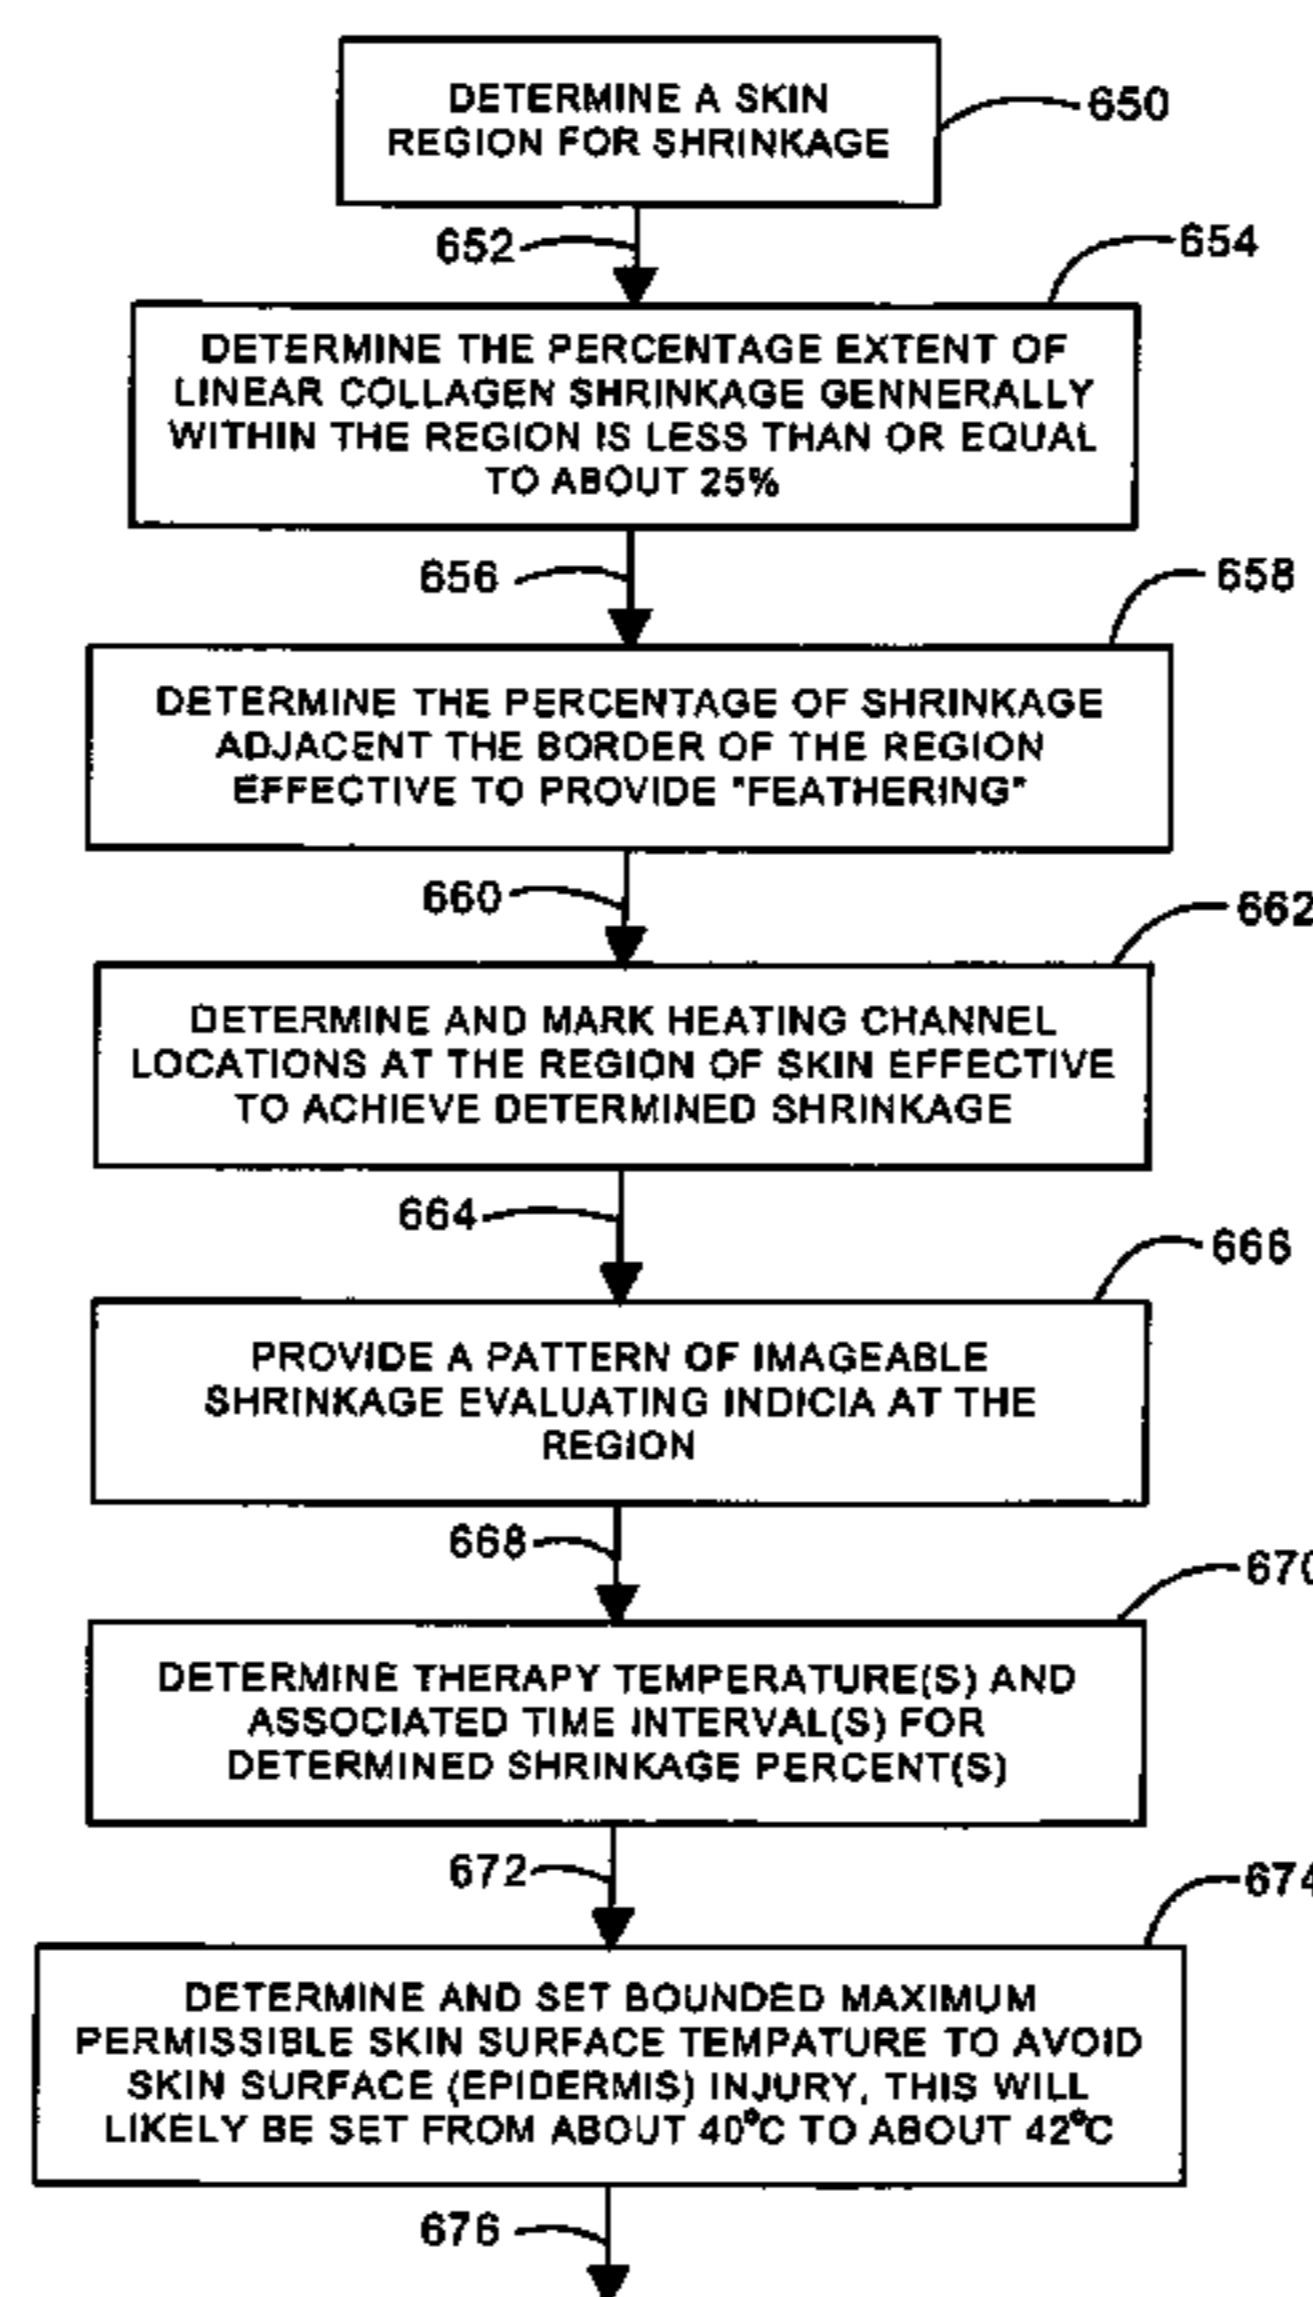 DETERMINE A SKIN
REGION FOR SHRINKAGE
650
652
654
DETERMINE THE PERCENTAGE EXTENT OF
LINEAR COLLAGEN SHRINKAGE GENNERALLY
WITHIN THE REGION IS LESS THAN OR EQUAL
TO ABOUT 25%
656
658
DETERMINE THE PERCENTAGE OF SHRINKAGE
ADJACENT THE BORDER OF THE REGION
EFFECTIVE TO PROVIDE "FEATHERING"
660
662
DETERMINE AND MARK HEATING CHANNEL
LOCATIONS AT THE REGION OF SKIN EFFECTIVE
TO ACHIEVE DETERMINED SHRINKAGE
664
666
PROVIDE A PATTERN OF IMAGEABLE
SHRINKAGE EVALUATING INDICIA AT THE
REGION
668
670
DETERMINE THERAPY TEMPERATURE(S) AND
ASSOCIATED TIME INTERVAL(S) FOR
DETERMINED SHRINKAGE PERCENT(S)
672
674
DETERMINE AND SET BOUNDED MAXIMUM
PERMISSIBLE SKIN SURFACE TEMPATURE TO AVOID
SKIN SURFACE (EPIDERMIS) INJURY, THIS WILL
LIKELY BE SET FROM ABOUT 40°C TO ABOUT 42°C
676